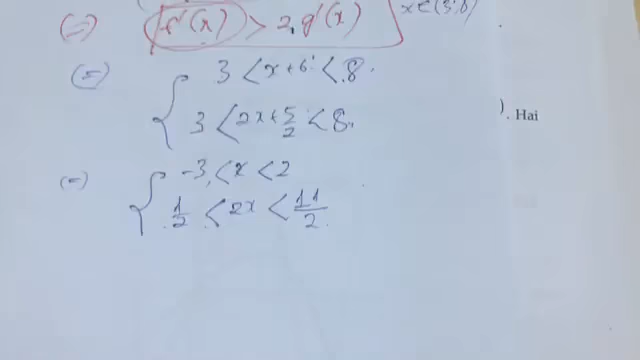 (=) f'(x) > 2.g'(x) x ∈ (3;8)
(=) { 3 < x+6 < 8
3 < 2x+5/2 < 8
). Hai
(=) { -3 < x < 2
1/2 < 2x < 11/2